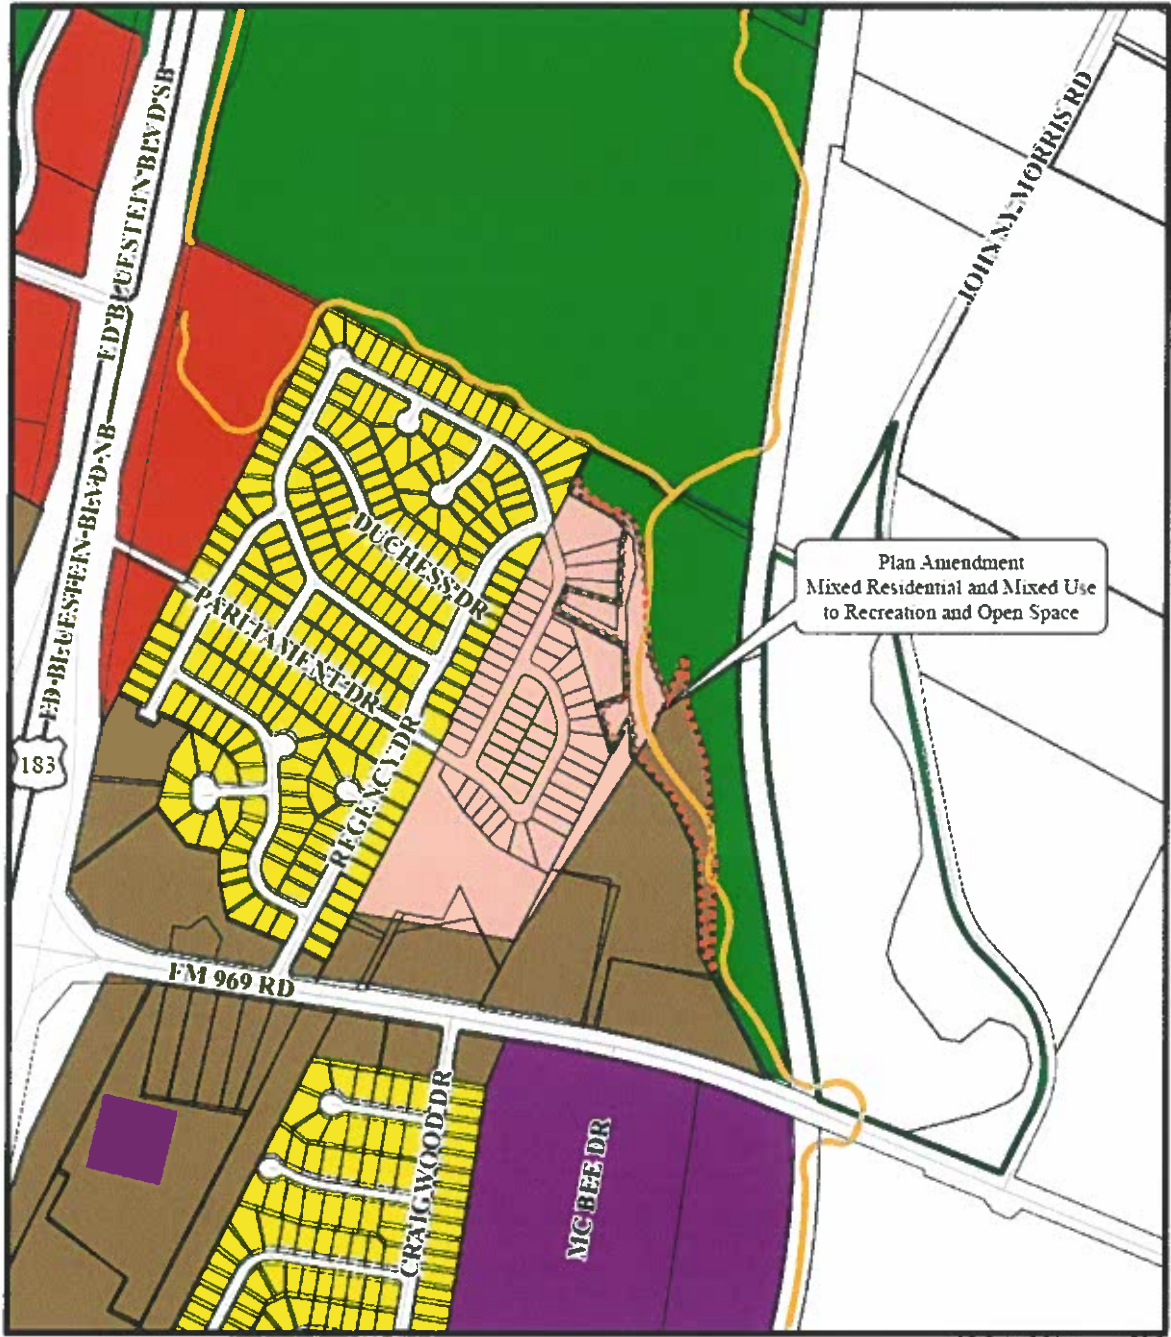 ED BLUESTEIN BLVD SB
JOHNNY MORRIS RD
ED BLUESTEIN BLVD NB
DUCHESS DR
Plan Amendment
Mixed Residential and Mixed Use
to Recreation and Open Space
PARLIAMENT DR
REGENCY DR
183
FM 969 RD
CRAIGWOOD DR
MC BEE DR